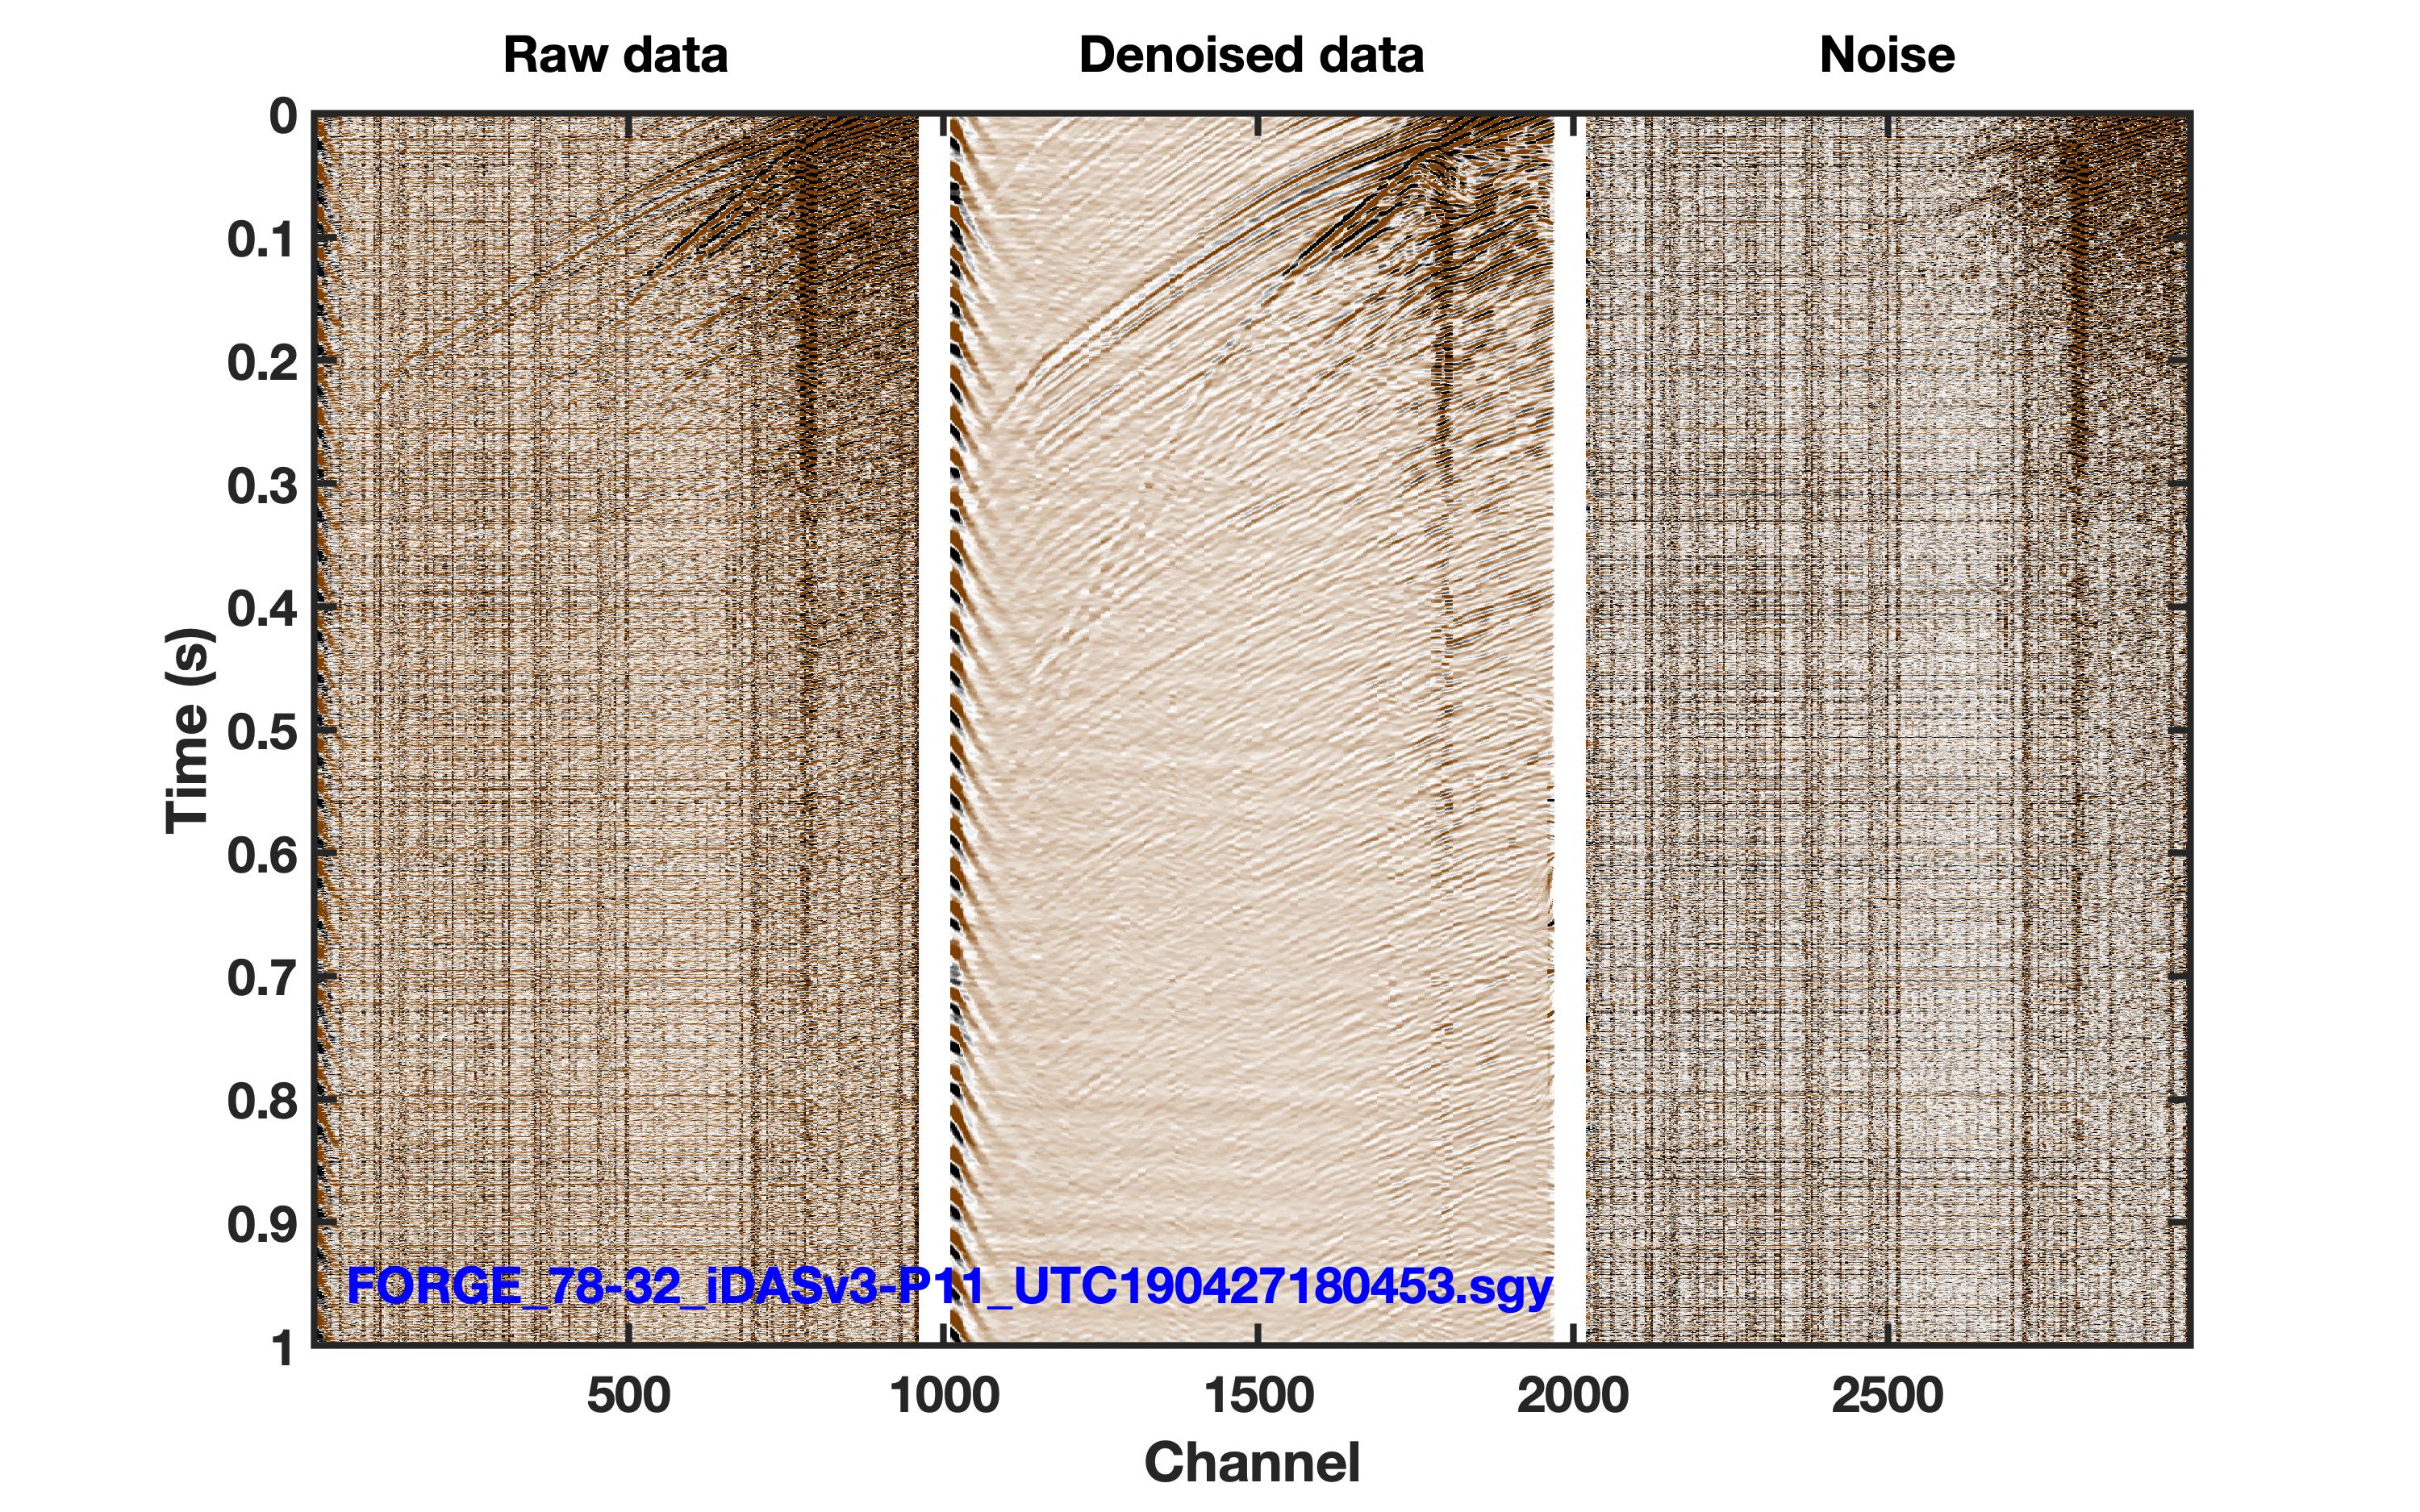 Raw data
Denoised data
Noise
0
0.1
0.2
0.3
0.4
0.5
0.6
0.7
0.8
0.9
1
Time (s)
FORGE_78-32_iDASv3-P11_UTC190427180453.sgy
500
1000
1500
2000
2500
Channel